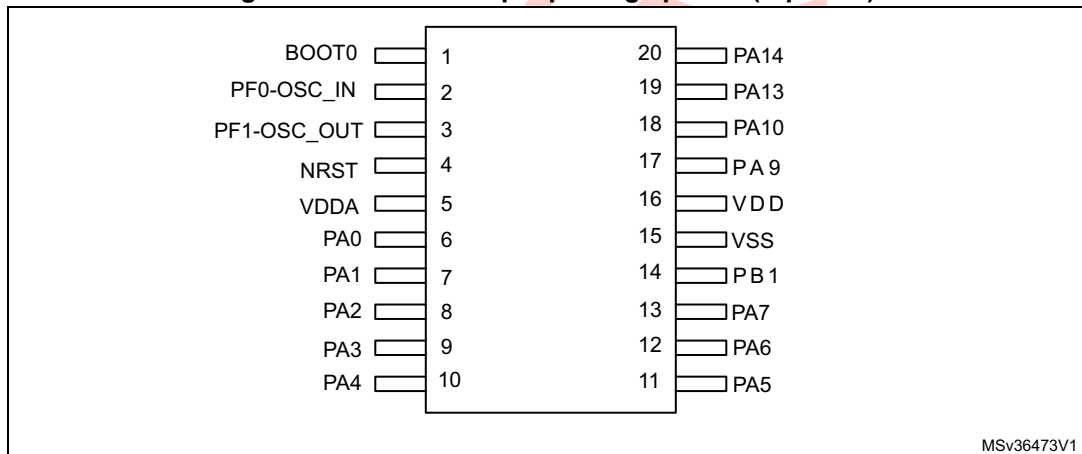 BOOT0 1 20 PA14
PF0-OSC_IN 2 19 PA13
PF1-OSC_OUT 3 18 PA10
NRST 4 17 PA9
VDDA 5 16 VDD
PA0 6 15 VSS
PA1 7 14 PB1
PA2 8 13 PA7
PA3 9 12 PA6
PA4 10 11 PA5
MSv36473V1